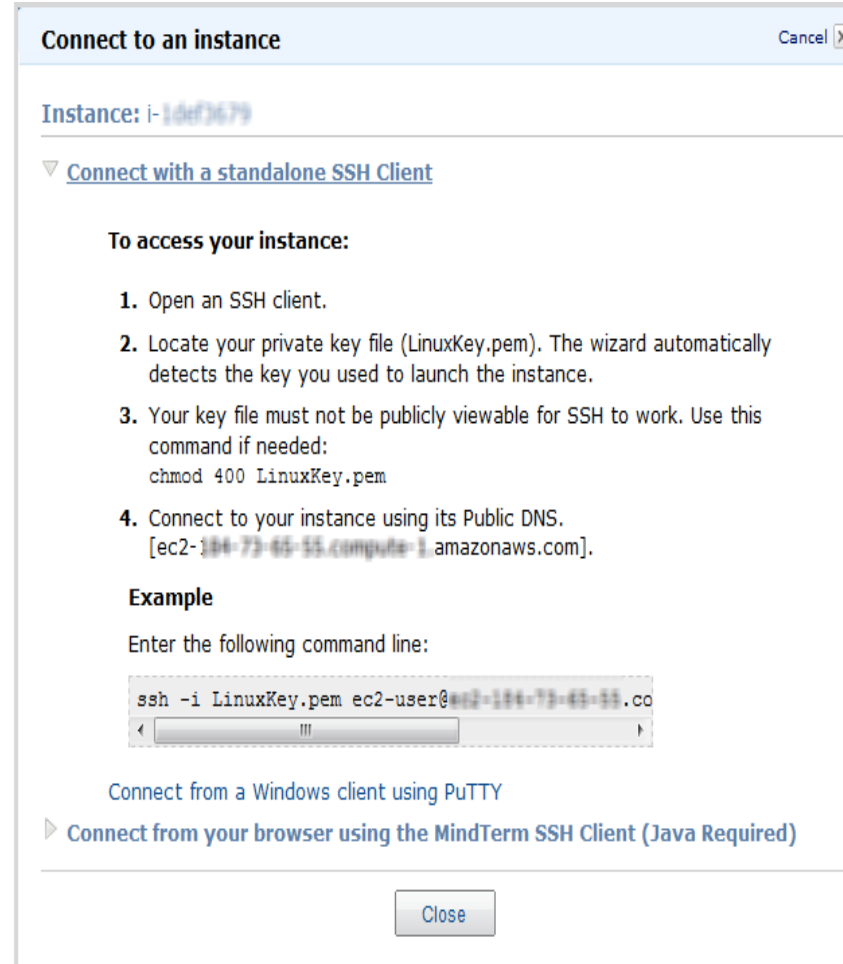 Connect to an instance
Cancel
Instance: i-
Connect with a standalone SSH Client
To access your instance:
1. Open an SSH client.
2. Locate your private key file (LinuxKey.pem). The wizard automatically
detects the key you used to launch the instance.
3. Your key file must not be publicly viewable for SSH to work. Use this
command if needed:
chmod 400 LinuxKey.pem
4. Connect to your instance using its Public DNS.
[ec2- amazonaws.com].
Example
Enter the following command line:
ssh -i LinuxKey.pem ec2-user@ .co
Connect from a Windows client using PuTTY
Connect from your browser using the MindTerm SSH Client (Java Required)
Close